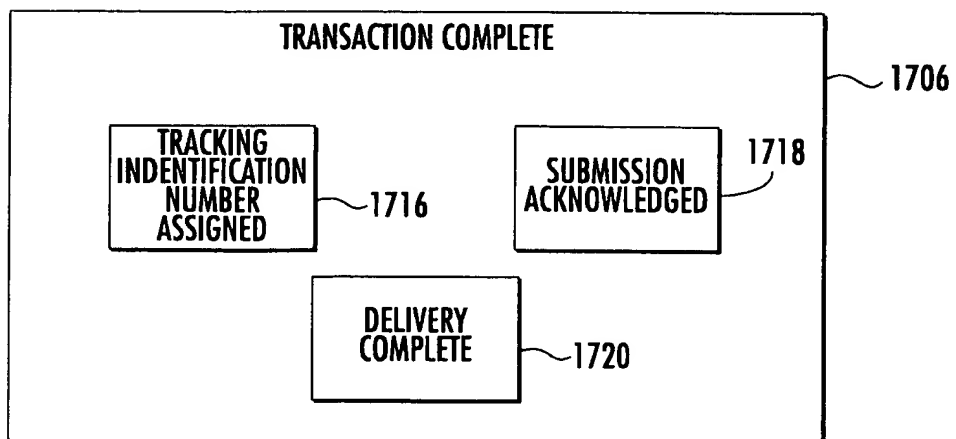 TRANSACTION COMPLETE
1706
TRACKING
INDENTIFICATION
NUMBER
ASSIGNED
1716
SUBMISSION
ACKNOWLEDGED
1718
DELIVERY
COMPLETE
1720